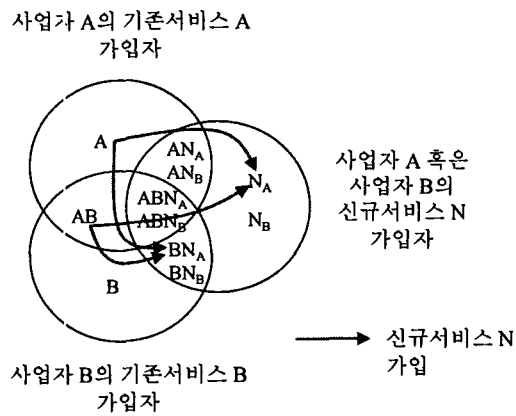 사업가 A의 기존서비스 A
가입자
A
AN_A
AN_B
N_A
사업자 A 혹은
사업자 B의
신규서비스 N
가입자
ABN_A
AB
ABN_B
N_B
BN_A
B
BN_B
신규서비스 N
가입
사업자 B의 기존서비스 B
가입자